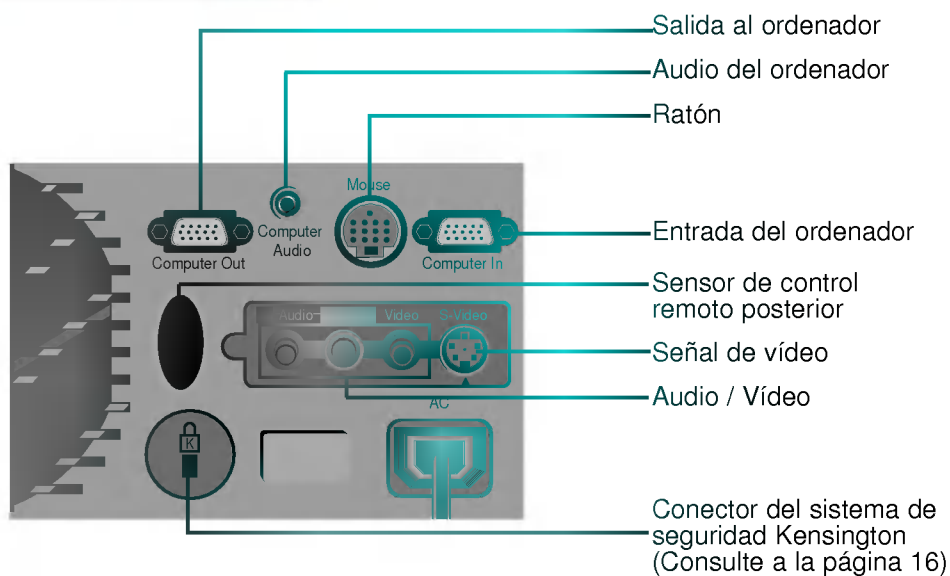 Salida al ordenador
Audio del ordenador
Ratón
Mouse
Computer Out
Computer
Audio
Computer In
Entrada del ordenador
Sensor de control
remoto posterior
Audio
Video
S-Video
Señal de vídeo
Audio / Vídeo
AC
K
Conector del sistema de
seguridad Kensington
(Consulte a la página 16)